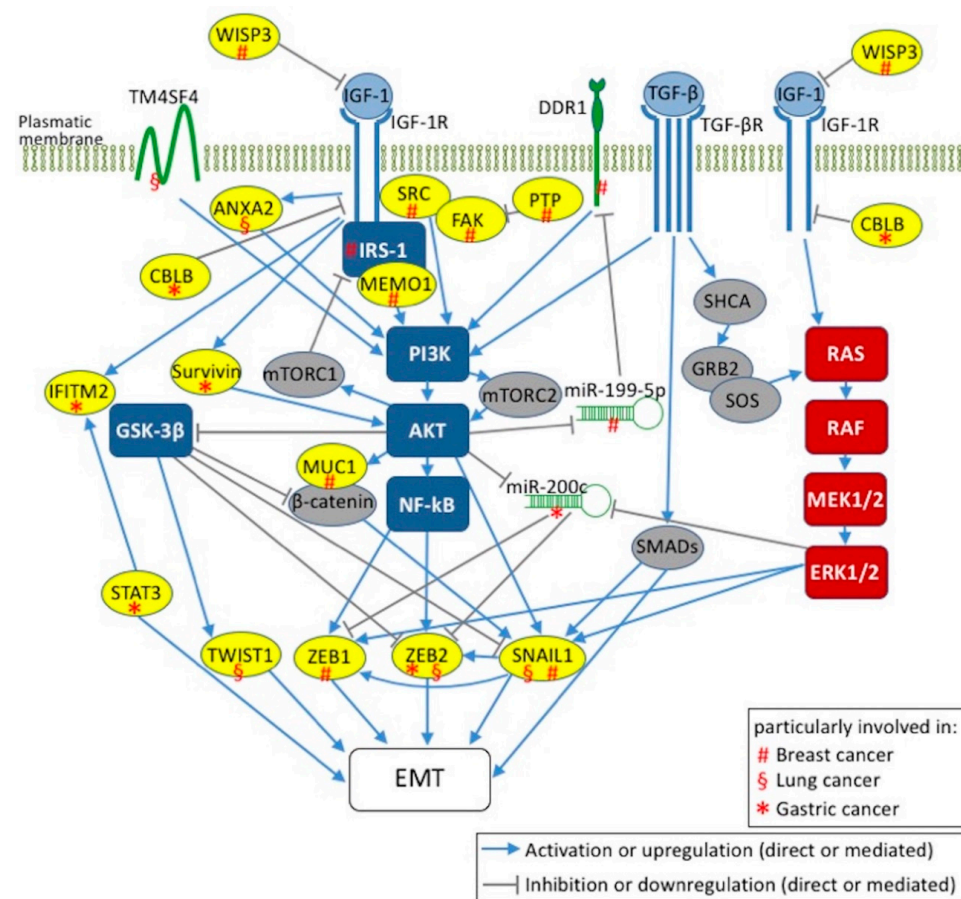 WISP3
#
WISP3
#
TM4SF4
§
IGF-1
IGF-1R
DDR1
#
TGF-β
TGF-βR
IGF-1
IGF-1R
Plasmatic
membrane
ANXA2
§
SRC
#
FAK
#
PTP
#
CBLB
*
CBLB
*
#IRS-1
MEMO1
#
SHCA
PI3K
RAS
IFITM2
*
Survivin
*
mTORC1
mTORC2
miR-199-5p
#
GRB2
SOS
GSK-3β
AKT
RAF
MUC1
#
β-catenin
NF-kB
miR-200c
*
MEK1/2
SMADs
ERK1/2
STAT3
*
TWIST1
§
ZEB1
#
ZEB2
* §
SNAIL1
§ #
EMT
particularly involved in:
# Breast cancer
§ Lung cancer
* Gastric cancer
Activation or upregulation (direct or mediated)
Inhibition or downregulation (direct or mediated)